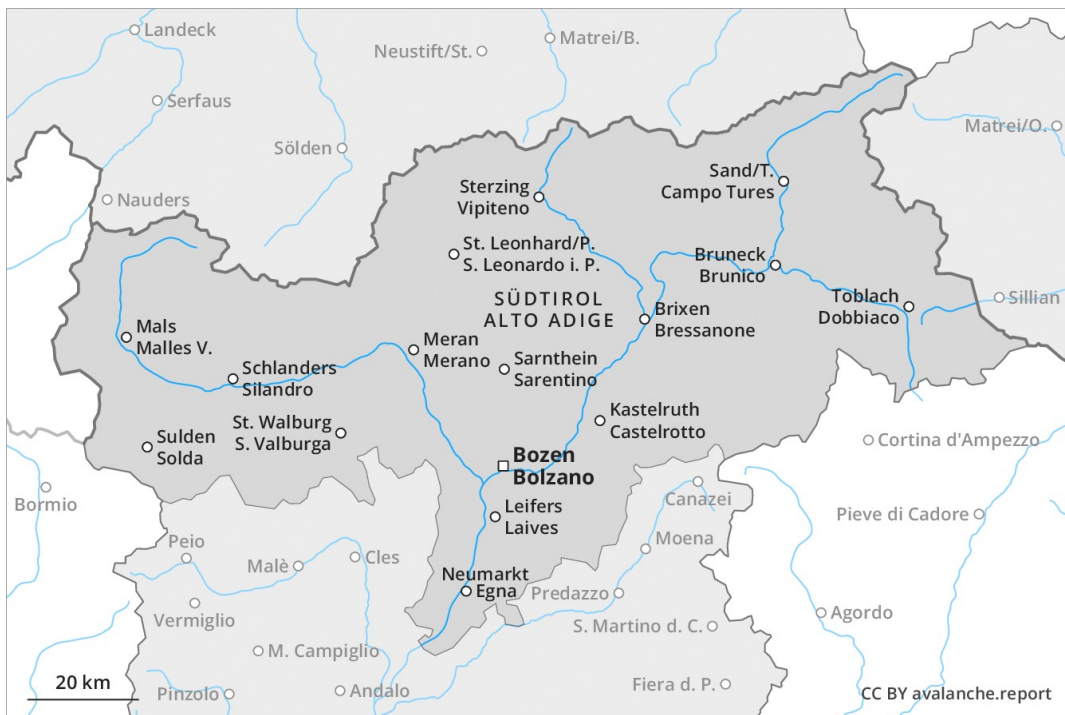 Landeck
Neustift/St.
Matrei/B.
Serfaus
Matrei/O.
Sölden
Nauders
Sand/T.
Campo Tures
Sterzing
Vipiteno
St. Leonhard/P.
S. Leonardo i. P.
Bruneck
Brunico
SÜDTIROL
ALTO ADIGE
Toblach
Dobbiaco
Sillian
Brixen
Bressanone
Mals
Malles V.
Meran
Merano
Schlanders
Silandro
Sarnthein
Sarentino
Kastelruth
Castelrotto
St. Walburg
S. Valburga
Sulden
Solda
Cortina d'Ampezzo
Bozen
Bolzano
Bormio
Canazei
Leifers
Laives
Pieve di Cadore
Peio
Malè
Cles
Moena
Neumarkt
Egna
Predazzo
Vermiglio
Agordo
S. Martino d. C.
M. Campiglio
20 km
Pinzolo
Andalo
Fiera d. P.
CC BY avalanche.report